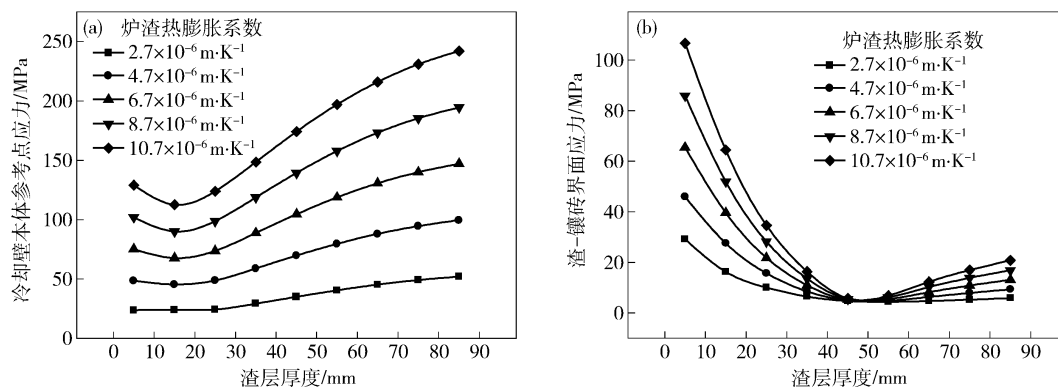 (a)
炉渣热膨胀系数
2.7×10⁻⁶ m·K⁻¹
4.7×10⁻⁶ m·K⁻¹
6.7×10⁻⁶ m·K⁻¹
8.7×10⁻⁶ m·K⁻¹
10.7×10⁻⁶ m·K⁻¹
冷却壁本体参考点应力/MPa
250
200
150
100
50
0
0 10 20 30 40 50 60 70 80 90
渣层厚度/mm
(b)
炉渣热膨胀系数
2.7×10⁻⁶ m·K⁻¹
4.7×10⁻⁶ m·K⁻¹
6.7×10⁻⁶ m·K⁻¹
8.7×10⁻⁶ m·K⁻¹
10.7×10⁻⁶ m·K⁻¹
渣-镶砖界面应力/MPa
100
80
60
40
20
0
0 10 20 30 40 50 60 70 80 90
渣层厚度/mm